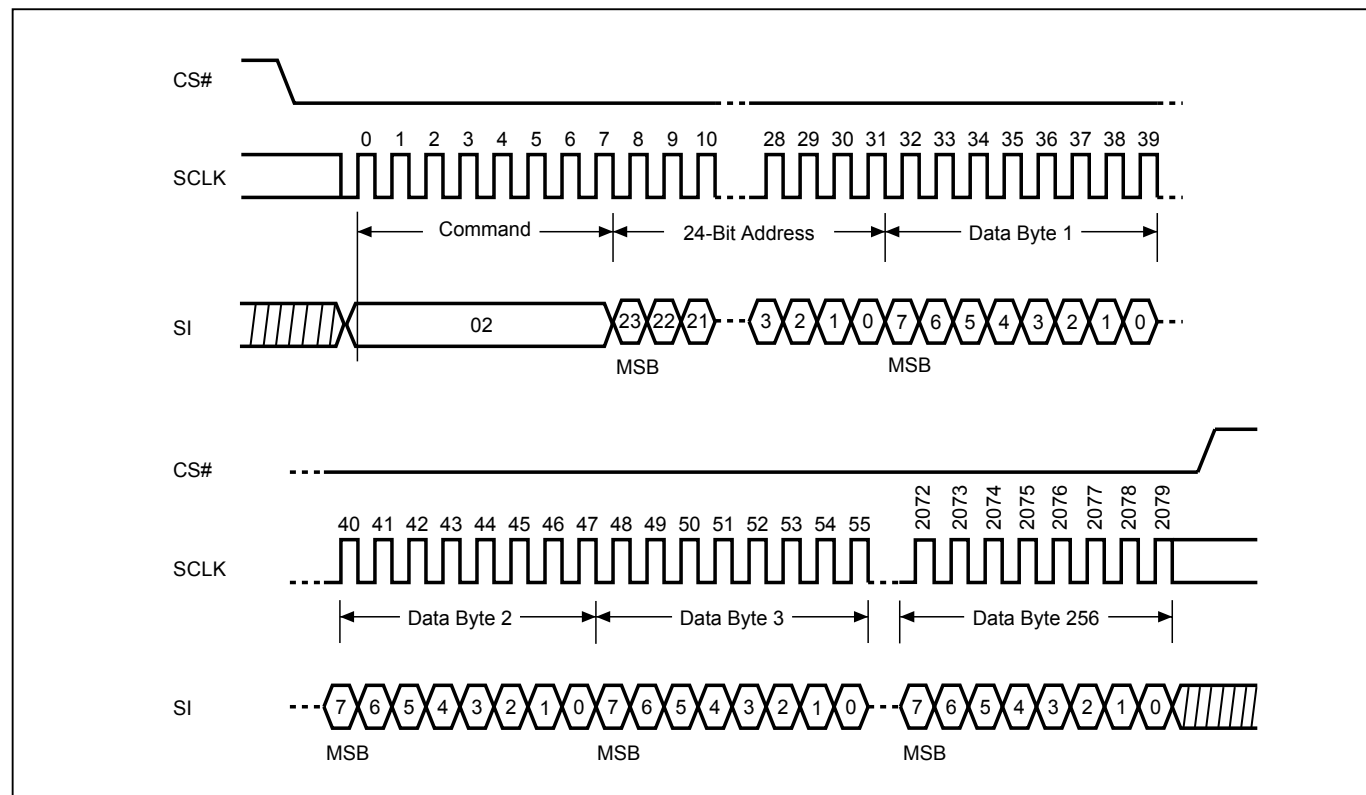 CS#
0 1 2 3 4 5 6 7 8 9 10 28 29 30 31 32 33 34 35 36 37 38 39
SCLK
Command 24-Bit Address Data Byte 1
SI 02 23 22 21 3 2 1 0 7 6 5 4 3 2 1 0
MSB MSB
CS#
40 41 42 43 44 45 46 47 48 49 50 51 52 53 54 55 2072 2073 2074 2075 2076 2077 2078 2079
SCLK
Data Byte 2 Data Byte 3 Data Byte 256
SI 7 6 5 4 3 2 1 0 7 6 5 4 3 2 1 0 7 6 5 4 3 2 1 0
MSB MSB MSB